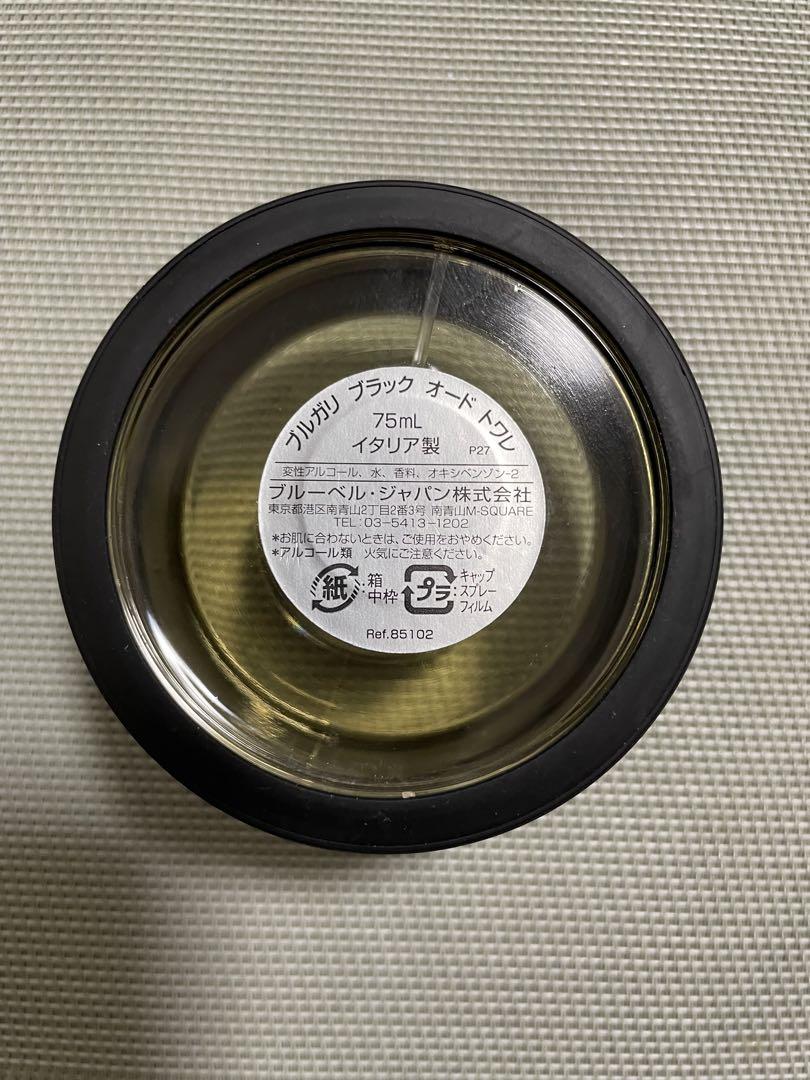 ブルガリ ブラック オード トワレ
75mL
イタリア製 P27
変性アルコール、水、香料、オキシベンゾン-2
ブルーベル・ジャパン株式会社
東京都港区南青山2丁目2番3号 南青山M-SQUARE
TEL:03-5413-1202
*お肌に合わないときは、ご使用をおやめください。
*アルコール類 火気にご注意ください。
紙 箱 中枠 プラ キャップ スプレー フィルム
Ref.85102